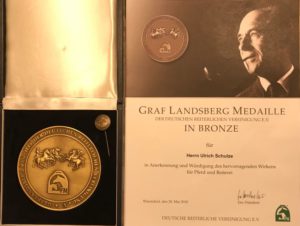 GRAF LANDSBERG MEDAILLE
DER DEUTSCHEN REITERLICHEN VEREINIGUNG E.V.
IN BRONZE
für
Herrn Ulrich Schulze
in Anerkennung und Würdigung des hervorragenden Wirkens
für Pferd und Reiterei
DEUTSCHE REITERLICHE VEREINIGUNG E.V.